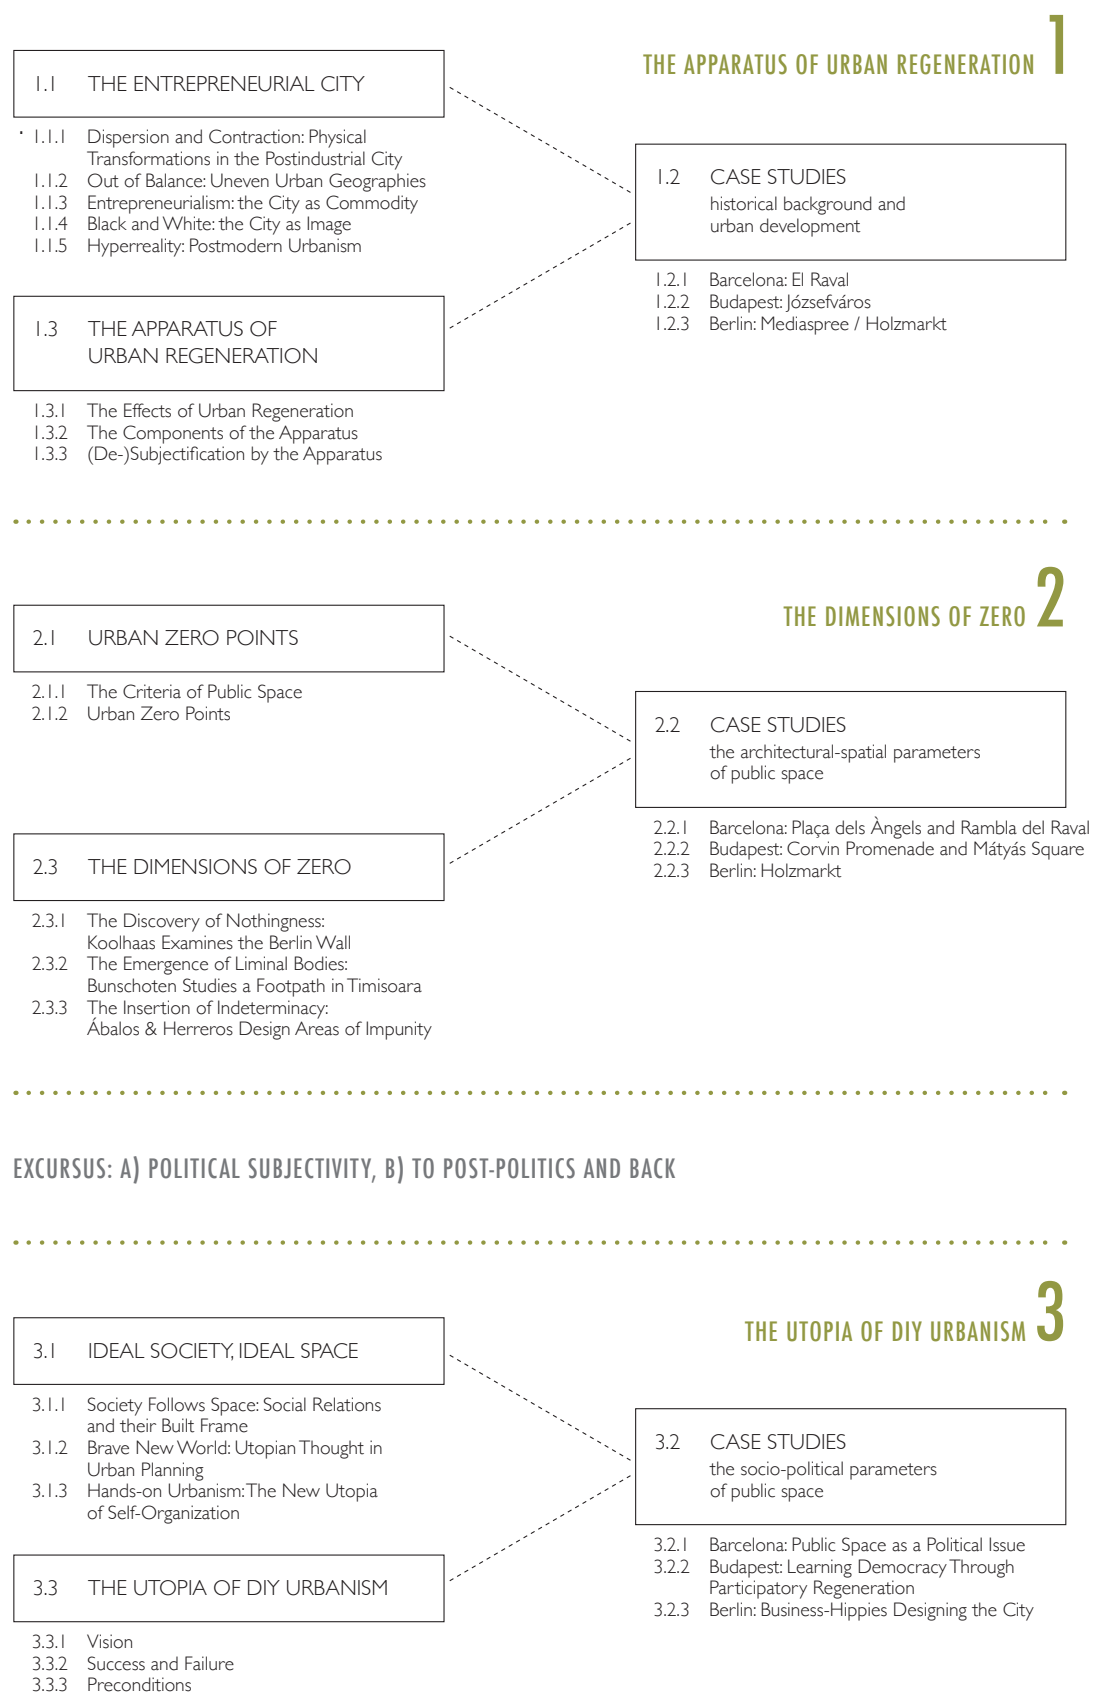 THE APPARATUS OF URBAN REGENERATION 1
1.1 THE ENTREPRENEURIAL CITY
1.1.1 Dispersion and Contraction: Physical
Transformations in the Postindustrial City
1.1.2 Out of Balance: Uneven Urban Geographies
1.1.3 Entrepreneurialism: the City as Commodity
1.1.4 Black and White: the City as Image
1.1.5 Hyperreality: Postmodern Urbanism
1.2 CASE STUDIES
historical background and
urban development
1.2.1 Barcelona: El Raval
1.2.2 Budapest: Józsefváros
1.2.3 Berlin: Mediaspree / Holzmarkt
1.3 THE APPARATUS OF
URBAN REGENERATION
1.3.1 The Effects of Urban Regeneration
1.3.2 The Components of the Apparatus
1.3.3 (De-)Subjectification by the Apparatus
THE DIMENSIONS OF ZERO 2
2.1 URBAN ZERO POINTS
2.1.1 The Criteria of Public Space
2.1.2 Urban Zero Points
2.2 CASE STUDIES
the architectural-spatial parameters
of public space
2.2.1 Barcelona: Plaça dels Àngels and Rambla del Raval
2.2.2 Budapest: Corvin Promenade and Mátyás Square
2.2.3 Berlin: Holzmarkt
2.3 THE DIMENSIONS OF ZERO
2.3.1 The Discovery of Nothingness:
Koolhaas Examines the Berlin Wall
2.3.2 The Emergence of Liminal Bodies:
Bunschoten Studies a Footpath in Timisoara
2.3.3 The Insertion of Indeterminacy:
Ábalos & Herreros Design Areas of Impunity
EXCURSUS: A) POLITICAL SUBJECTIVITY, B) TO POST-POLITICS AND BACK
THE UTOPIA OF DIY URBANISM 3
3.1 IDEAL SOCIETY, IDEAL SPACE
3.1.1 Society Follows Space: Social Relations
and their Built Frame
3.1.2 Brave New World: Utopian Thought in
Urban Planning
3.1.3 Hands-on Urbanism: The New Utopia
of Self-Organization
3.2 CASE STUDIES
the socio-political parameters
of public space
3.2.1 Barcelona: Public Space as a Political Issue
3.2.2 Budapest: Learning Democracy Through
Participatory Regeneration
3.2.3 Berlin: Business-Hippies Designing the City
3.3 THE UTOPIA OF DIY URBANISM
3.3.1 Vision
3.3.2 Success and Failure
3.3.3 Preconditions